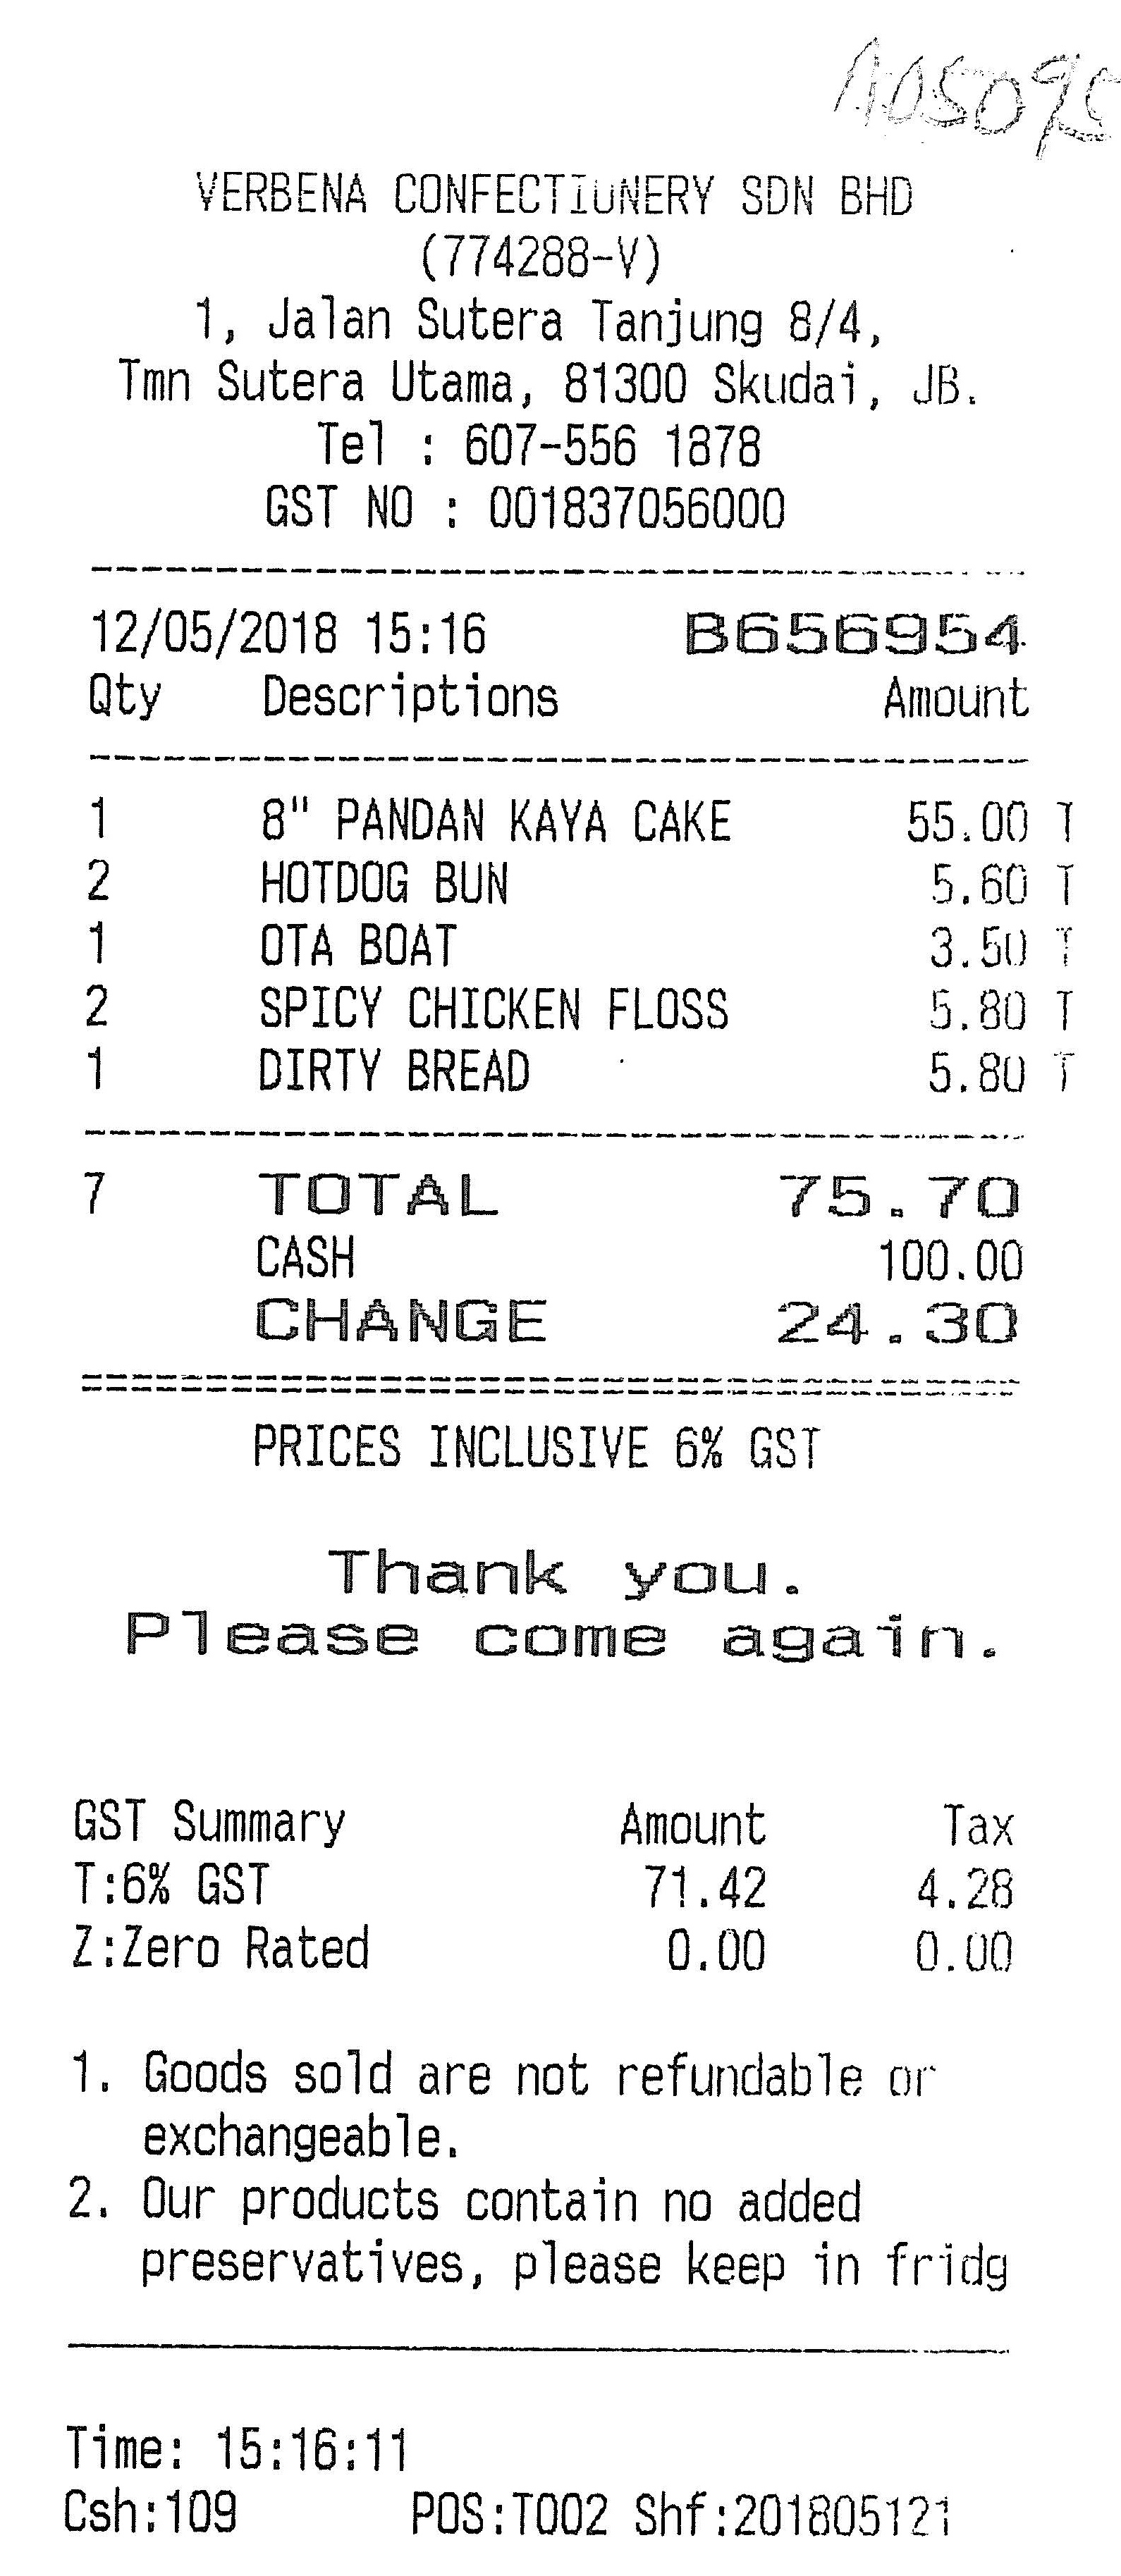 A05095
VERBENA CONFECTIONERY SDN BHD
(774288-V)
1, Jalan Sutera Tanjung 8/4,
Tmn Sutera Utama, 81300 Skudai, JB.
Tel : 607-556 1878
GST NO : 001837056000
12/05/2018 15:16 B656954
Qty Descriptions Amount
1 8" PANDAN KAYA CAKE 55.00 T
2 HOTDOG BUN 5.60 T
1 OTA BOAT 3.50 T
2 SPICY CHICKEN FLOSS 5.80 T
1 DIRTY BREAD 5.80 T
7 TOTAL 75.70
CASH 100.00
CHANGE 24.30
PRICES INCLUSIVE 6% GST
Thank you.
Please come again.
GST Summary Amount Tax
T:6% GST 71.42 4.28
Z:Zero Rated 0.00 0.00
1. Goods sold are not refundable or
exchangeable.
2. Our products contain no added
preservatives, please keep in fridg
Time: 15:16:11
Csh:109 POS:T002 Shf:201805121